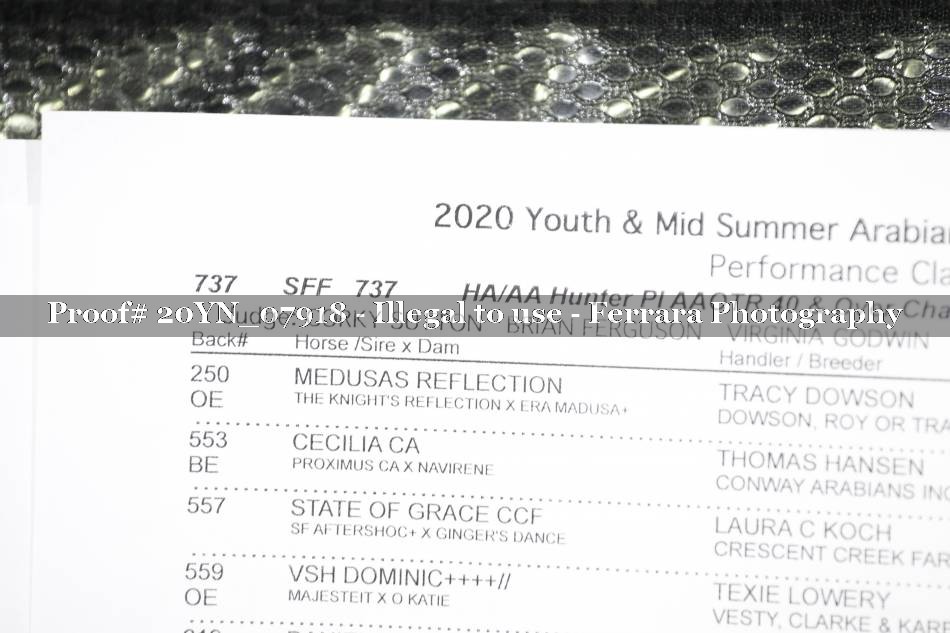 2020 Youth & Mid Summer Arabia
Performance Cla
737 SFF 737 HA/AA Hunter Pl AAOTR 40 & Over Cha
Proof# 20YN_07918 - Illegal to use - Ferrara Photography
BRIAN FERGUSON VIRGINIA GODWIN
Back# Horse /Sire x Dam Handler / Breeder
250 MEDUSAS REFLECTION TRACY DOWSON
OE THE KNIGHT'S REFLECTION X ERA MADUSA+ DOWSON, ROY OR TRA
553 CECILIA CA THOMAS HANSEN
BE PROXIMUS CA X NAVIRENE CONWAY ARABIANS INC
557 STATE OF GRACE CCF LAURA C KOCH
SF AFTERSHOC+ X GINGER'S DANCE CRESCENT CREEK FAR
559 VSH DOMINIC++++// TEXIE LOWERY
OE MAJESTEIT X O KATIE VESTY, CLARKE & KARE